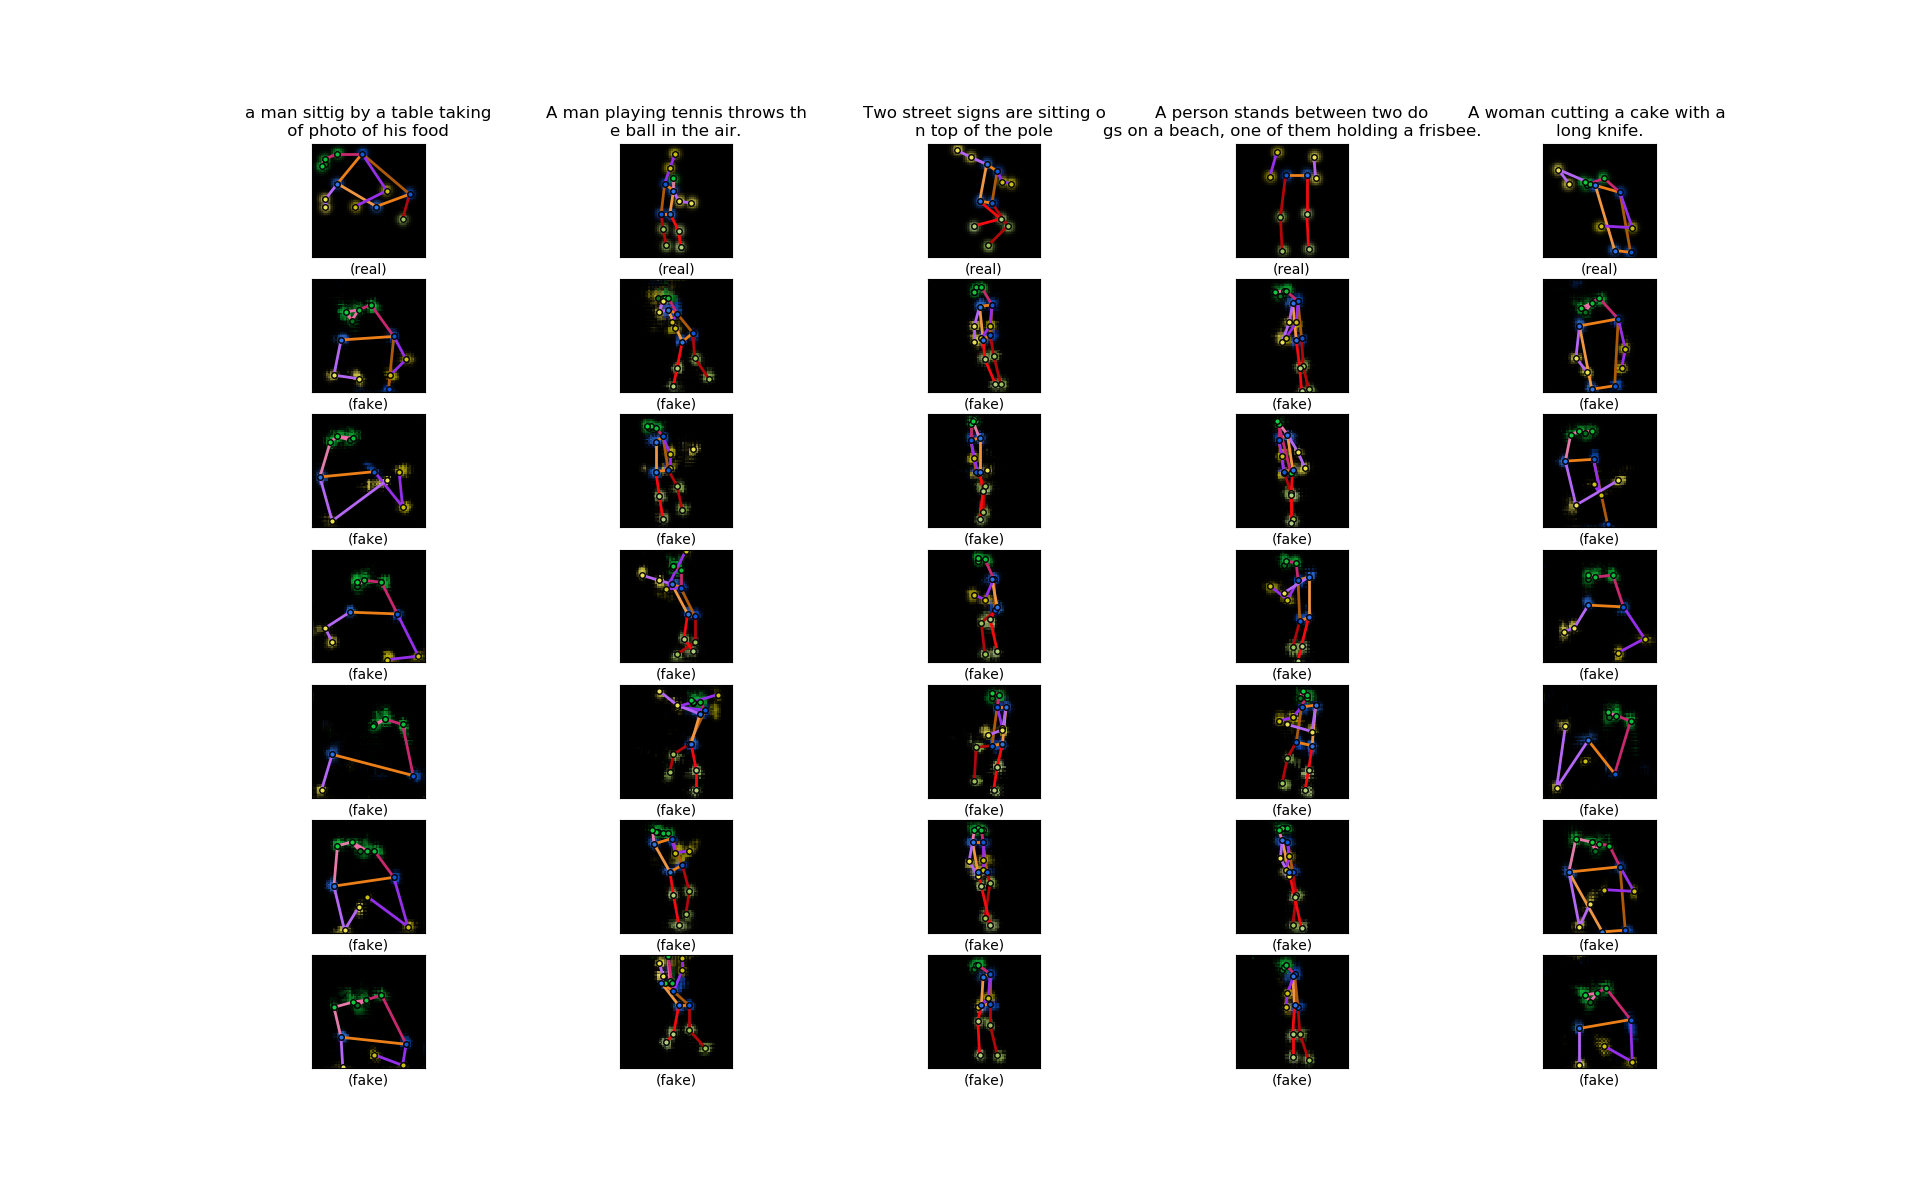 a man sittig by a table taking
of photo of his food
A man playing tennis throws th
e ball in the air.
Two street signs are sitting o
n top of the pole
A person stands between two do
gs on a beach, one of them holding a frisbee.
A woman cutting a cake with a
long knife.
(real) (real) (real) (real) (real)
(fake) (fake) (fake) (fake) (fake)
(fake) (fake) (fake) (fake) (fake)
(fake) (fake) (fake) (fake) (fake)
(fake) (fake) (fake) (fake) (fake)
(fake) (fake) (fake) (fake) (fake)
(fake) (fake) (fake) (fake) (fake)